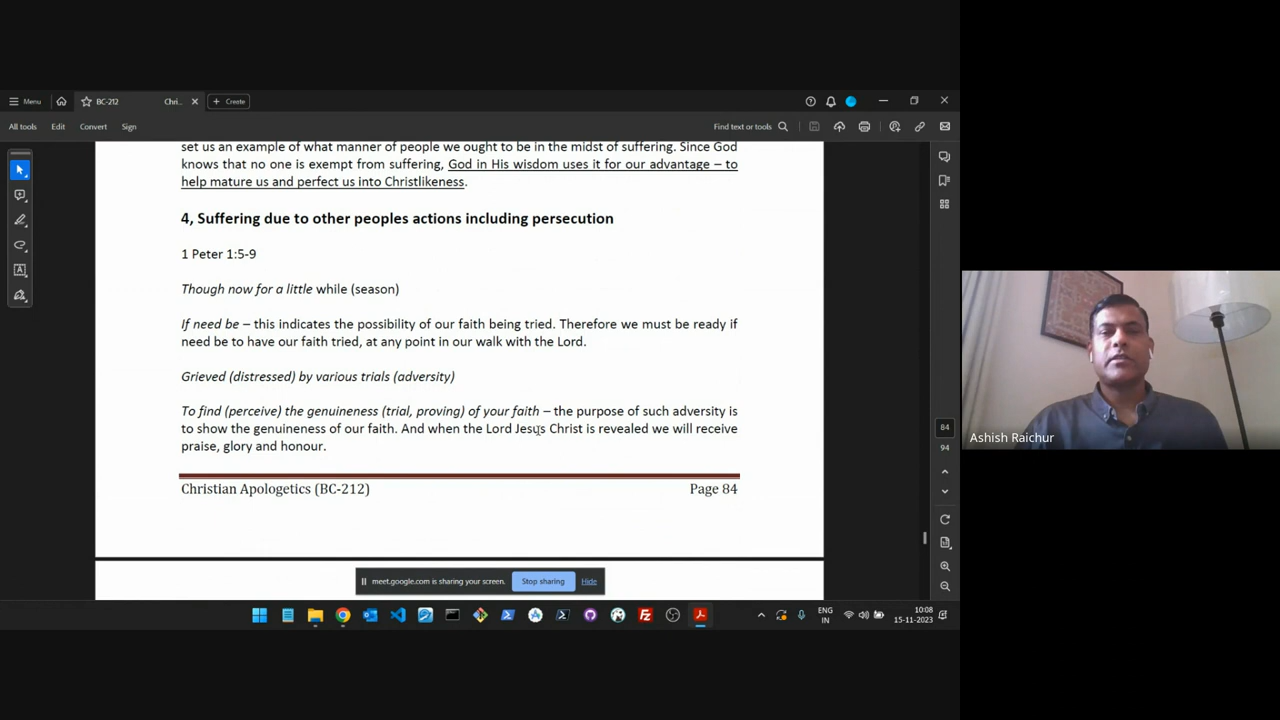 Menu
BC-212 Chri...
Create
All tools Edit Convert Sign
Find text or tools
set us an example of what manner of people we ought to be in the midst of suffering. Since God
knows that no one is exempt from suffering, God in His wisdom uses it for our advantage – to
help mature us and perfect us into Christlikeness.
4, Suffering due to other peoples actions including persecution
1 Peter 1:5-9
Though now for a little while (season)
If need be – this indicates the possibility of our faith being tried. Therefore we must be ready if
need be to have our faith tried, at any point in our walk with the Lord.
Grieved (distressed) by various trials (adversity)
To find (perceive) the genuineness (trial, proving) of your faith – the purpose of such adversity is
to show the genuineness of our faith. And when the Lord Jesus Christ is revealed we will receive
praise, glory and honour.
Christian Apologetics (BC-212) Page 84
84
94
meet.google.com is sharing your screen. Stop sharing Hide
ENG
IN
10:08
15-11-2023
Ashish Raichur